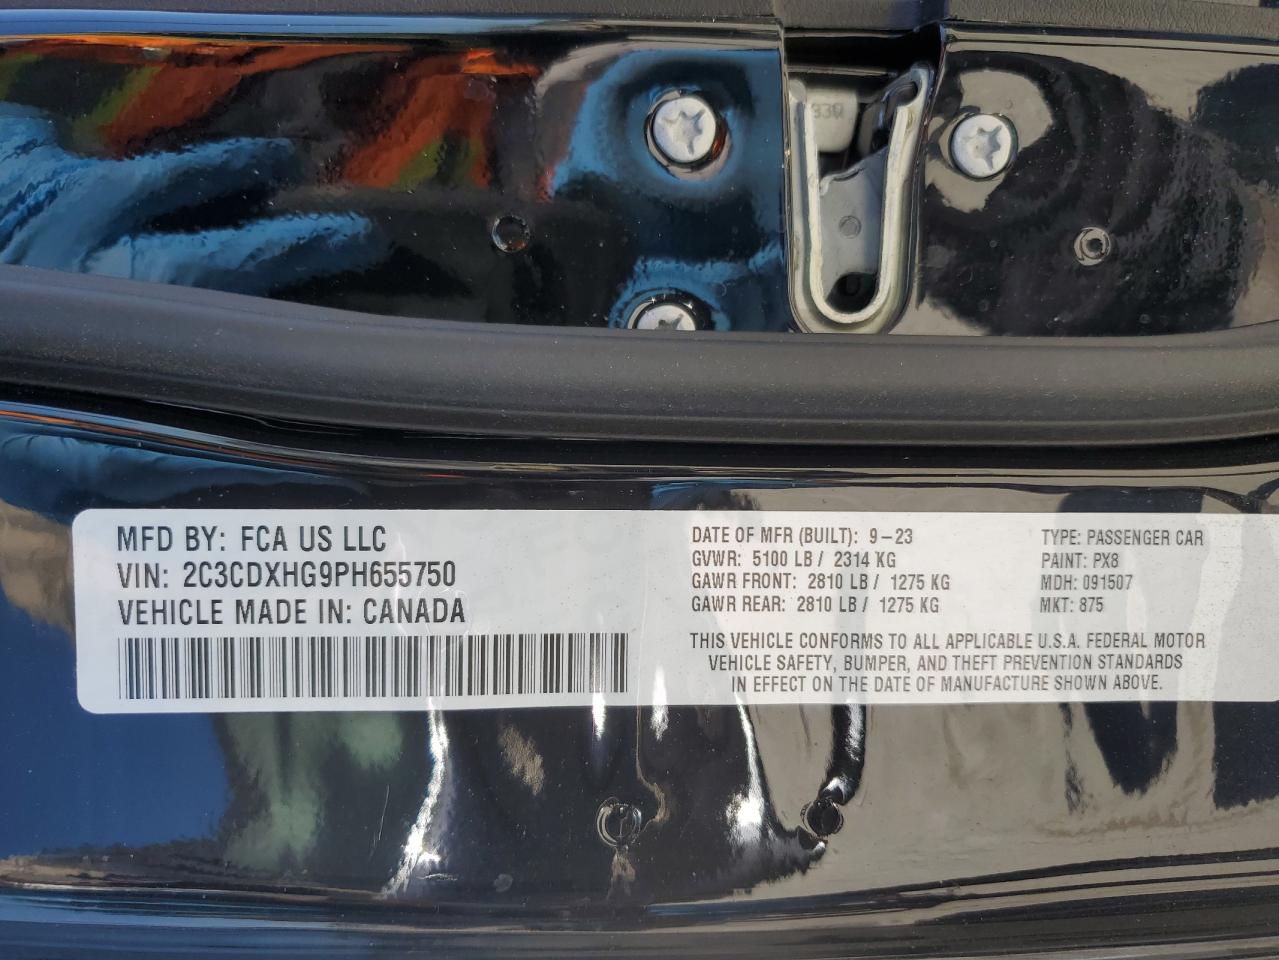 33Q
MFD BY: FCA US LLC
VIN: 2C3CDXHG9PH655750
VEHICLE MADE IN: CANADA
DATE OF MFR (BUILT): 9-23
GVWR: 5100 LB / 2314 KG
GAWR FRONT: 2810 LB / 1275 KG
GAWR REAR: 2810 LB / 1275 KG
TYPE: PASSENGER CAR
PAINT: PX8
MDH: 091507
MKT: 875
THIS VEHICLE CONFORMS TO ALL APPLICABLE U.S.A. FEDERAL MOTOR
VEHICLE SAFETY, BUMPER, AND THEFT PREVENTION STANDARDS
IN EFFECT ON THE DATE OF MANUFACTURE SHOWN ABOVE.